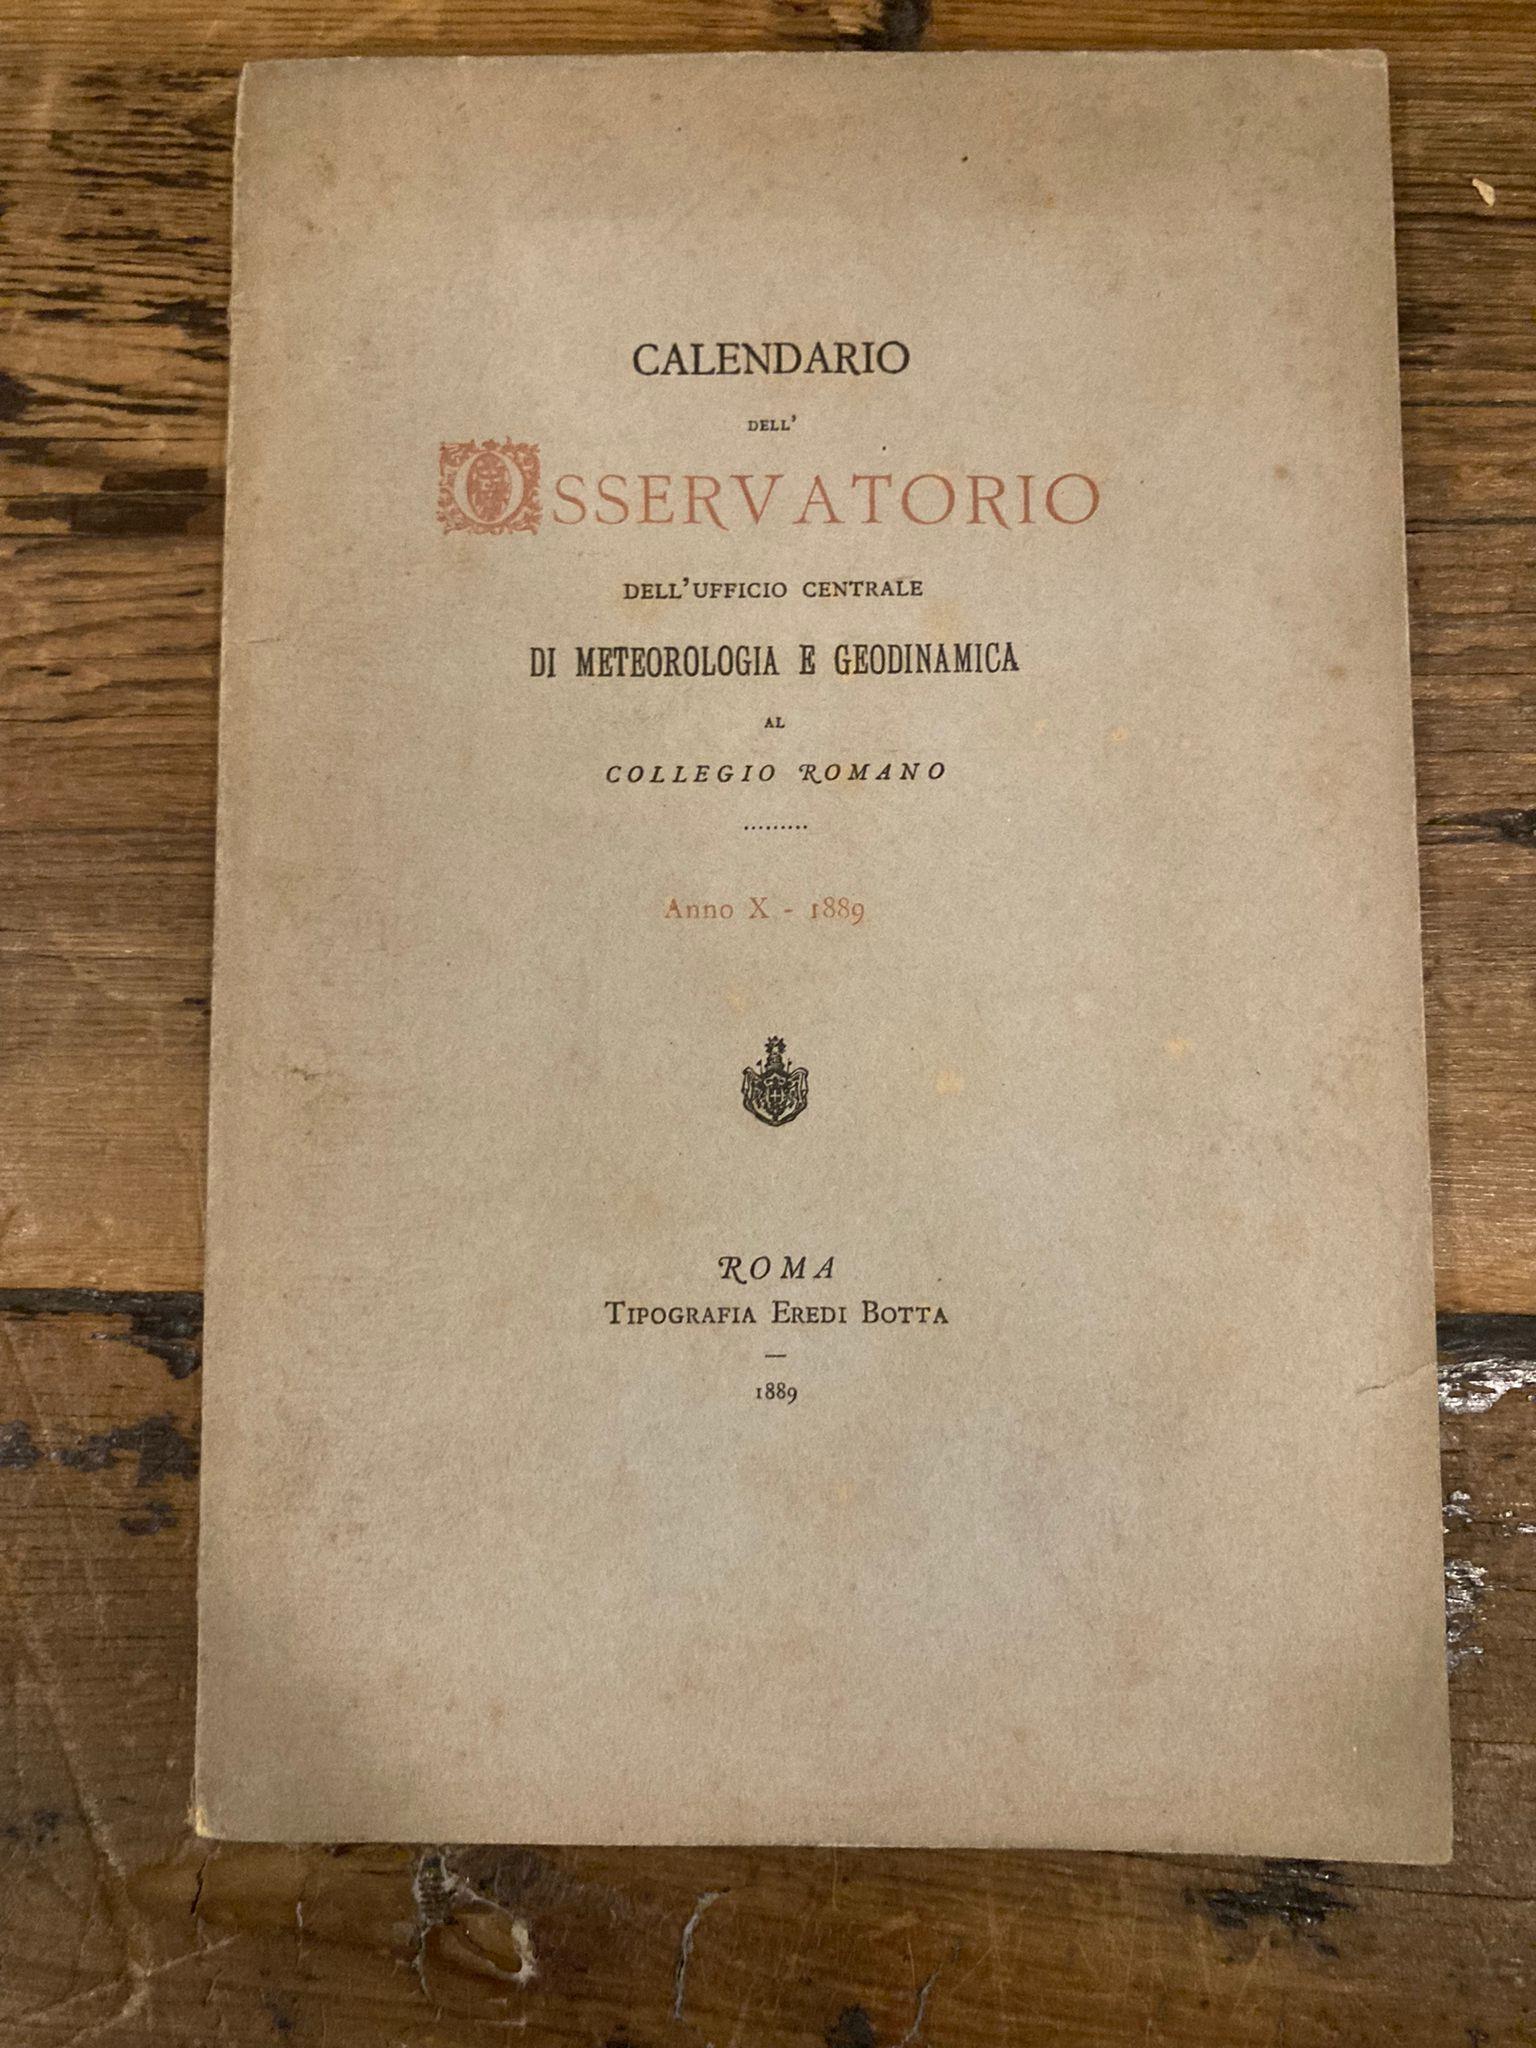 CALENDARIO
DELL'
OSSERVATORIO
DELL'UFFICIO CENTRALE
DI METEOROLOGIA E GEODINAMICA
AL
COLLEGIO ROMANO
.........
Anno X - 1889
ROMA
TIPOGRAFIA EREDI BOTTA
—
1889